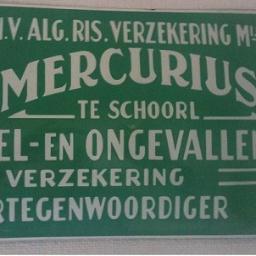 N.V. ALG. RIS. VERZEKERING Mij.
MERCURIUS
TE SCHOORL
EL-EN ONGEVALLEN
VERZEKERING
RTEGENWOORDIGER